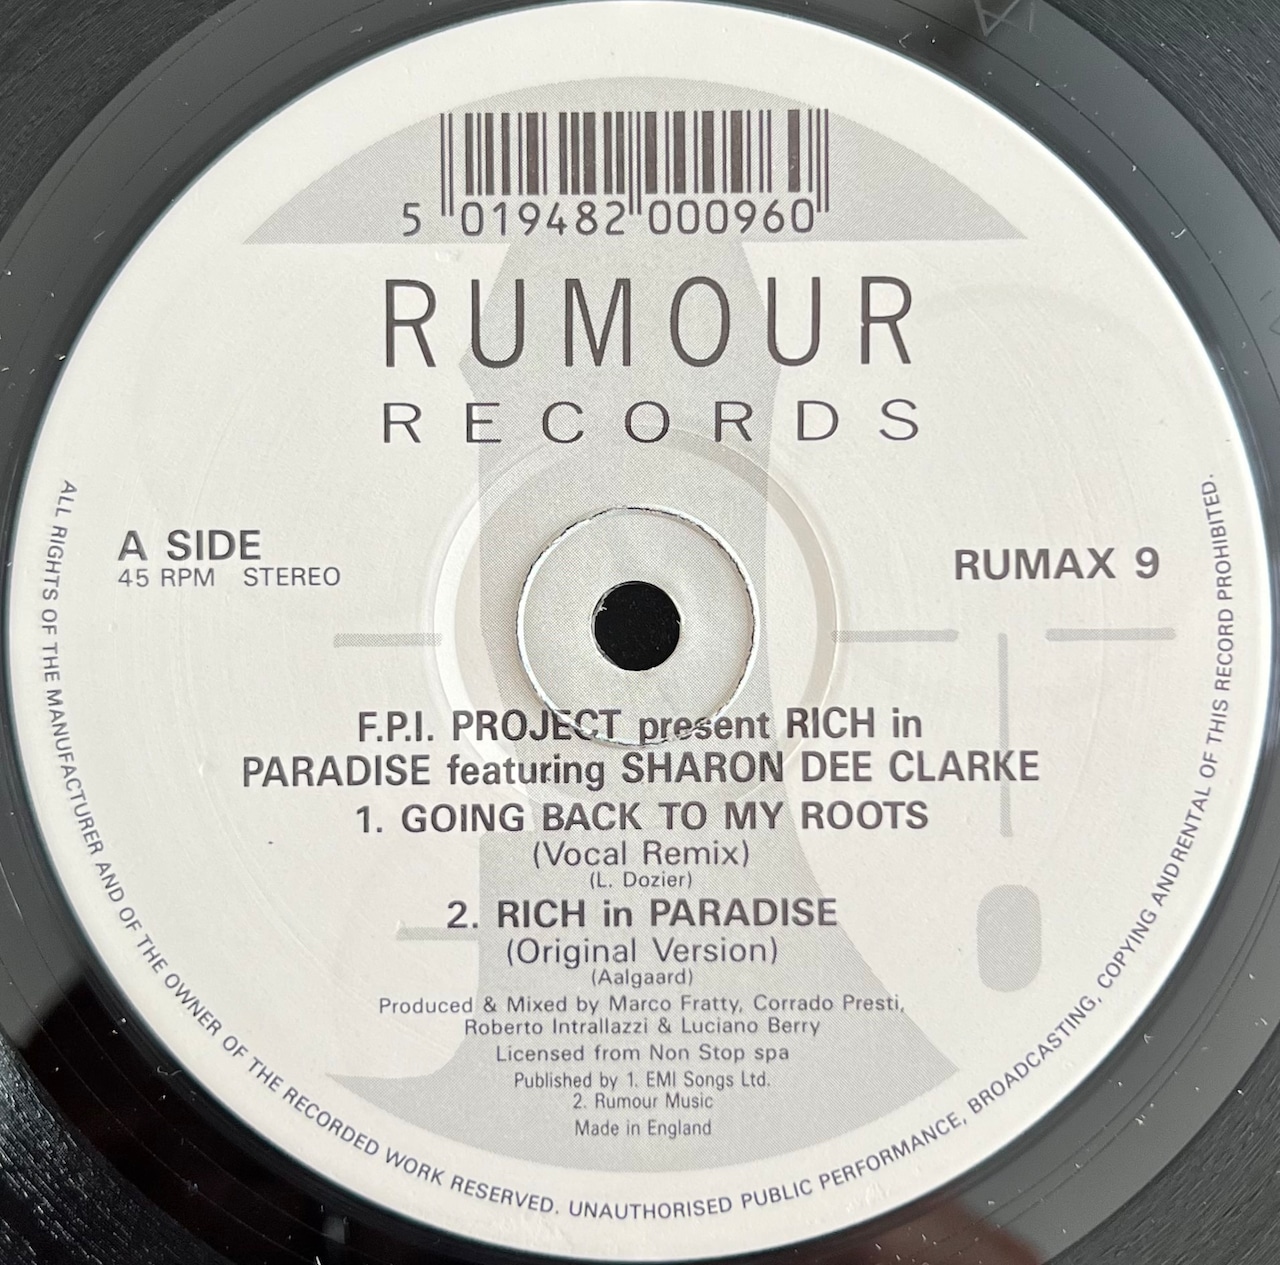 5 019482 000960
RUMOUR
RECORDS
A SIDE
45 RPM STEREO
RUMAX 9
F.P.I. PROJECT present RICH in
PARADISE featuring SHARON DEE CLARKE
1. GOING BACK TO MY ROOTS
(Vocal Remix)
(L. Dozier)
2. RICH in PARADISE
(Original Version)
(Aalgaard)
Produced & Mixed by Marco Fratty, Corrado Presti,
Roberto Intrallazzi & Luciano Berry
Licensed from Non Stop spa
Published by 1. EMI Songs Ltd.
2. Rumour Music
Made in England
ALL RIGHTS OF THE MANUFACTURER AND OF THE OWNER OF THE RECORDED WORK RESERVED. UNAUTHORISED PUBLIC PERFORMANCE, BROADCASTING, COPYING ANDRENTAL OF THIS RECORD PROHIBITED.